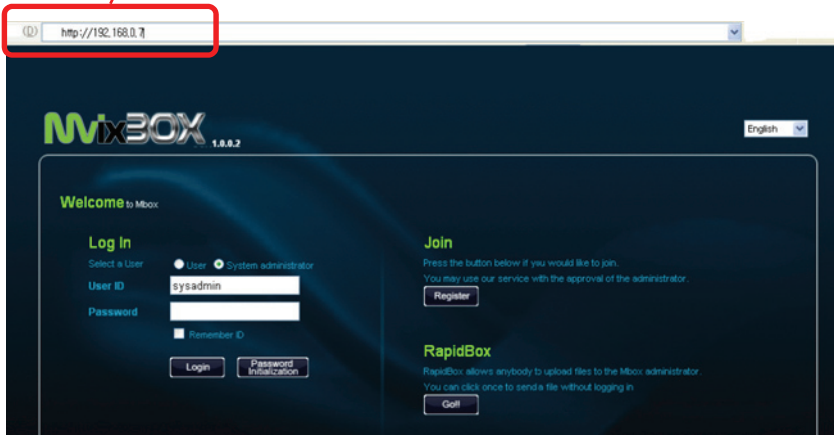 (D) http://192.168.0.7
MvixBOX 1.0.0.2
English
Welcome to Mbox
Log In
Select a User User System administrator
User ID sysadmin
Password
Remember ID
Login Password Initialization
Join
Press the button below if you would like to join.
You may use our service with the approval of the administrator.
Register
RapidBox
RapidBox allows anybody to upload files to the Mbox administrator.
You can click once to send a file without logging in
Go!!